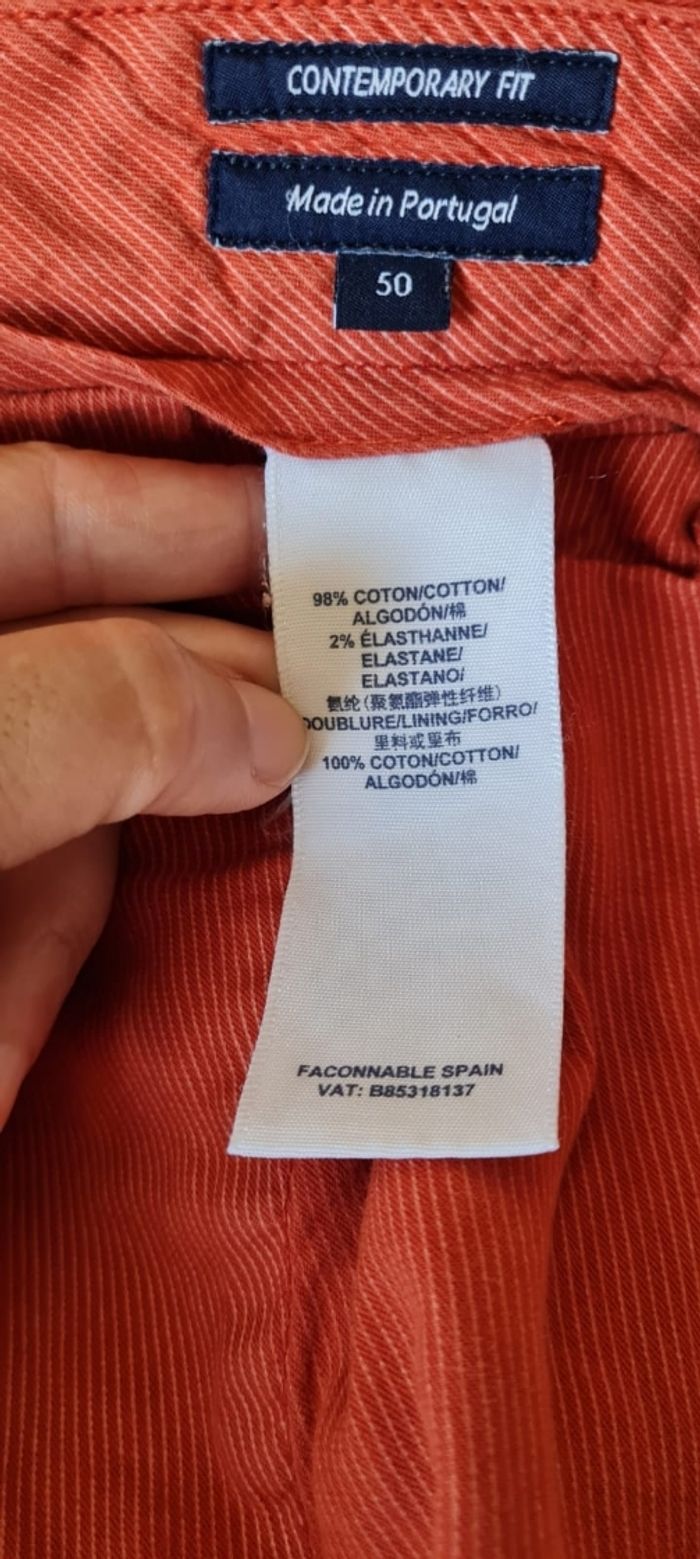 CONTEMPORARY FIT
Made in Portugal
50
98% COTON/COTTON/
ALGODÓN/棉
2% ÉLASTHANNE/
ELASTANE/
ELASTANO/
氨纶(聚氨酯弹性纤维)
DOUBLURE/LINING/FORRO/
里料或里布
100% COTON/COTTON/
ALGODÓN/棉
FACONNABLE SPAIN
VAT: B85318137